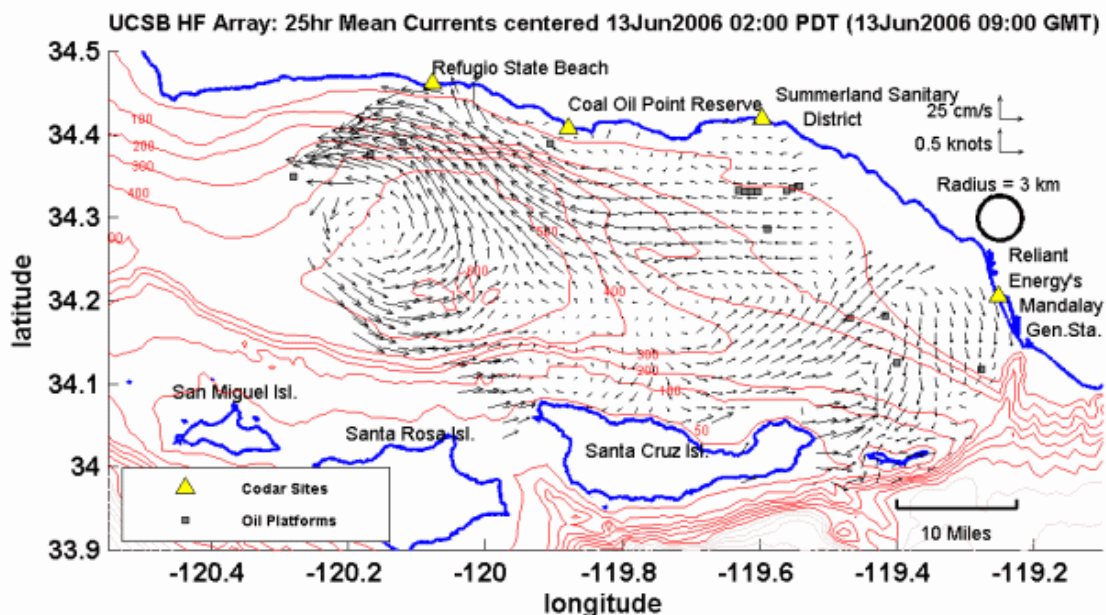 UCSB HF Array: 25hr Mean Currents centered 13Jun2006 02:00 PDT (13Jun2006 09:00 GMT)
34.5
34.4
34.3
34.2
34.1
34
33.9
latitude
Refugio State Beach
Coal Oil Point Reserve
Summerland Sanitary
District
25 cm/s
0.5 knots
Radius = 3 km
Reliant
Energy's
Mandalay
Gen.Sta.
100
200
300
400
500
600
400
300
200
100
50
San Miguel Isl.
Santa Rosa Isl.
Santa Cruz Isl.
Codar Sites
Oil Platforms
10 Miles
-120.4
-120.2
-120
-119.8
-119.6
-119.4
-119.2
longitude